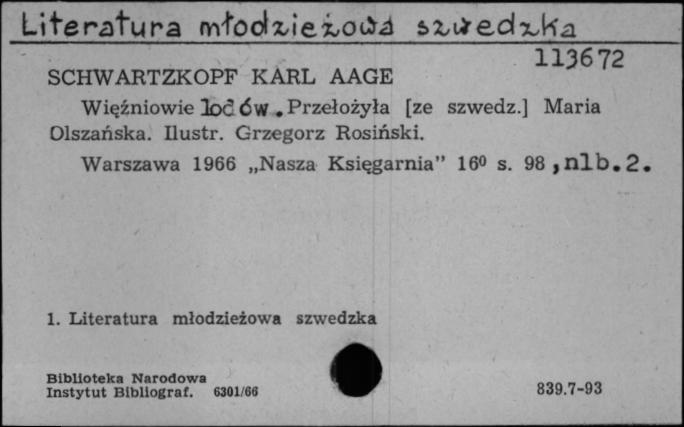 Literatura młodzieżowa szwedzka
113672
SCHWARTZKOPF KARL AAGE
Więźniowie lodów. Przełożyła [ze szwedz.] Maria
Olszańska. Ilustr. Grzegorz Rosiński.
Warszawa 1966 „Nasza Księgarnia” 16⁰ s. 98, nlb. 2.
1. Literatura młodzieżowa szwedzka
Biblioteka Narodowa
Instytut Bibliograf. 6301/66
839.7-93